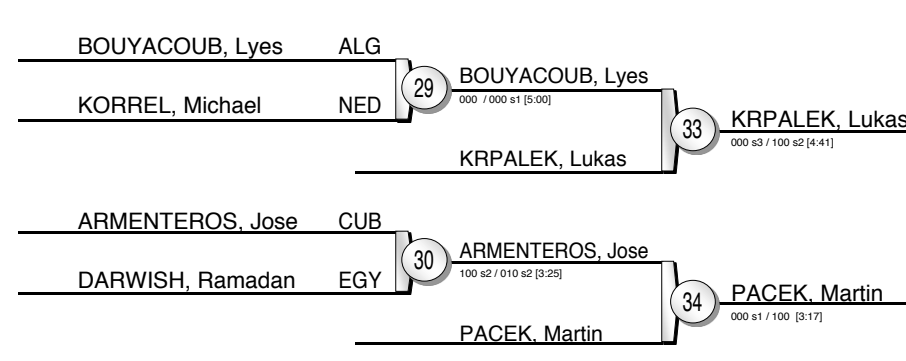 BOUYACOUB, Lyes ALG
KORREL, Michael NED
29
BOUYACOUB, Lyes
000 / 000 s1 [5:00]
KRPALEK, Lukas
33
KRPALEK, Lukas
000 s3 / 100 s2 [4:41]
ARMENTEROS, Jose CUB
DARWISH, Ramadan EGY
30
ARMENTEROS, Jose
100 s2 / 010 s2 [3:25]
PACEK, Martin
34
PACEK, Martin
000 s1 / 100 [3:17]